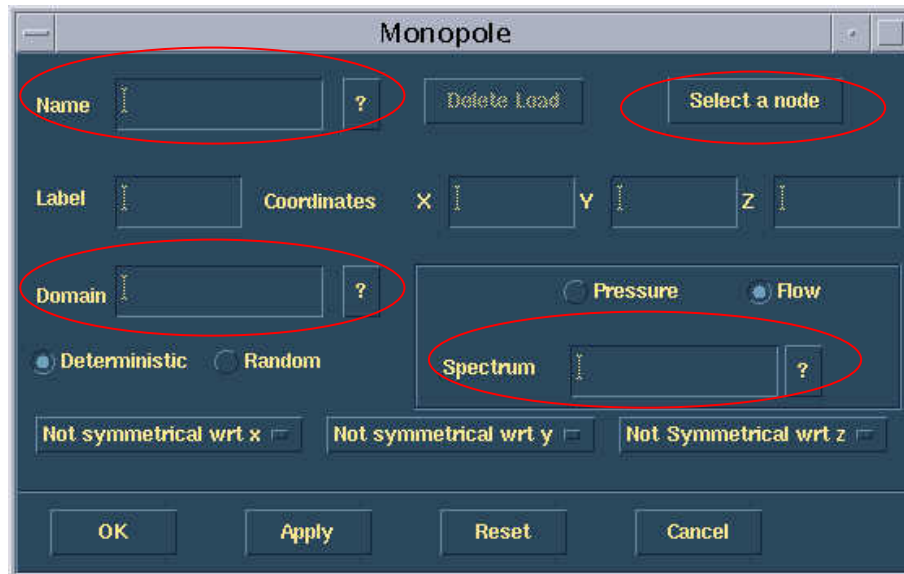 Monopole
Name ? Delete Load Select a node
Label Coordinates X Y Z
Domain ? Pressure Flow
Deterministic Random Spectrum ?
Not symmetrical wrt x Not symmetrical wrt y Not Symmetrical wrt z
OK Apply Reset Cancel